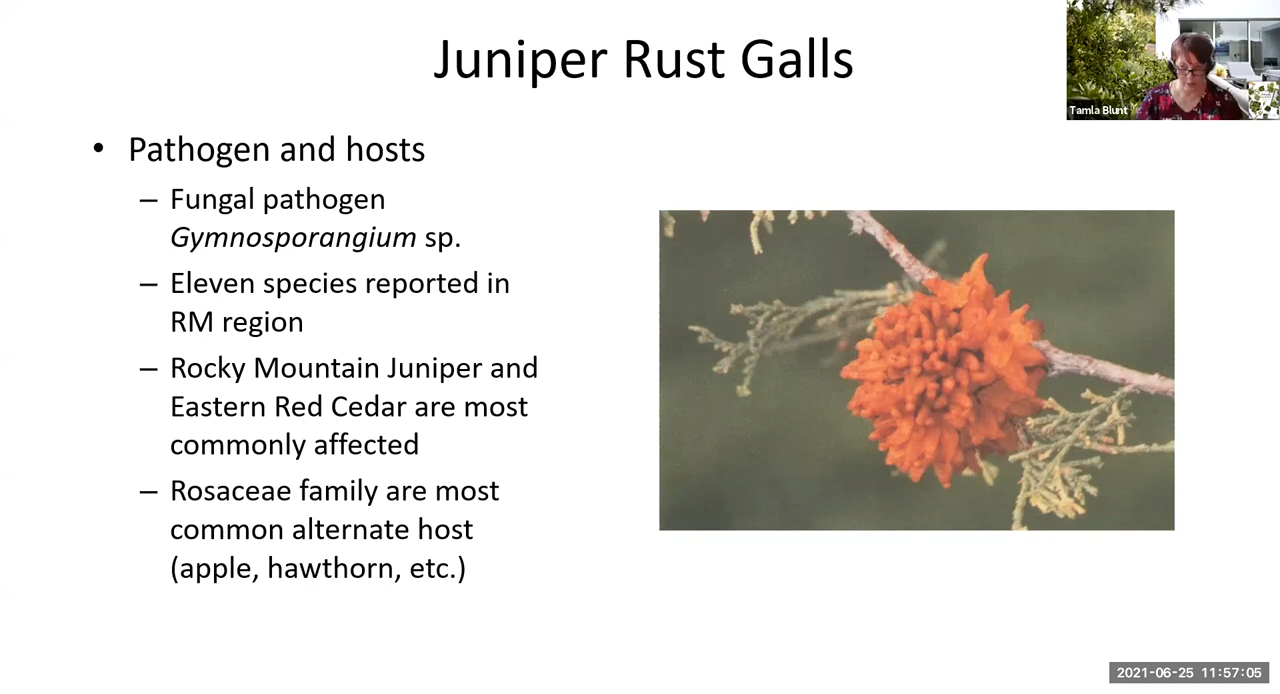 Juniper Rust Galls
Tamla Blunt
• Pathogen and hosts
– Fungal pathogen
Gymnosporangium sp.
– Eleven species reported in
RM region
– Rocky Mountain Juniper and
Eastern Red Cedar are most
commonly affected
– Rosaceae family are most
common alternate host
(apple, hawthorn, etc.)
2021-06-25 11:57:05